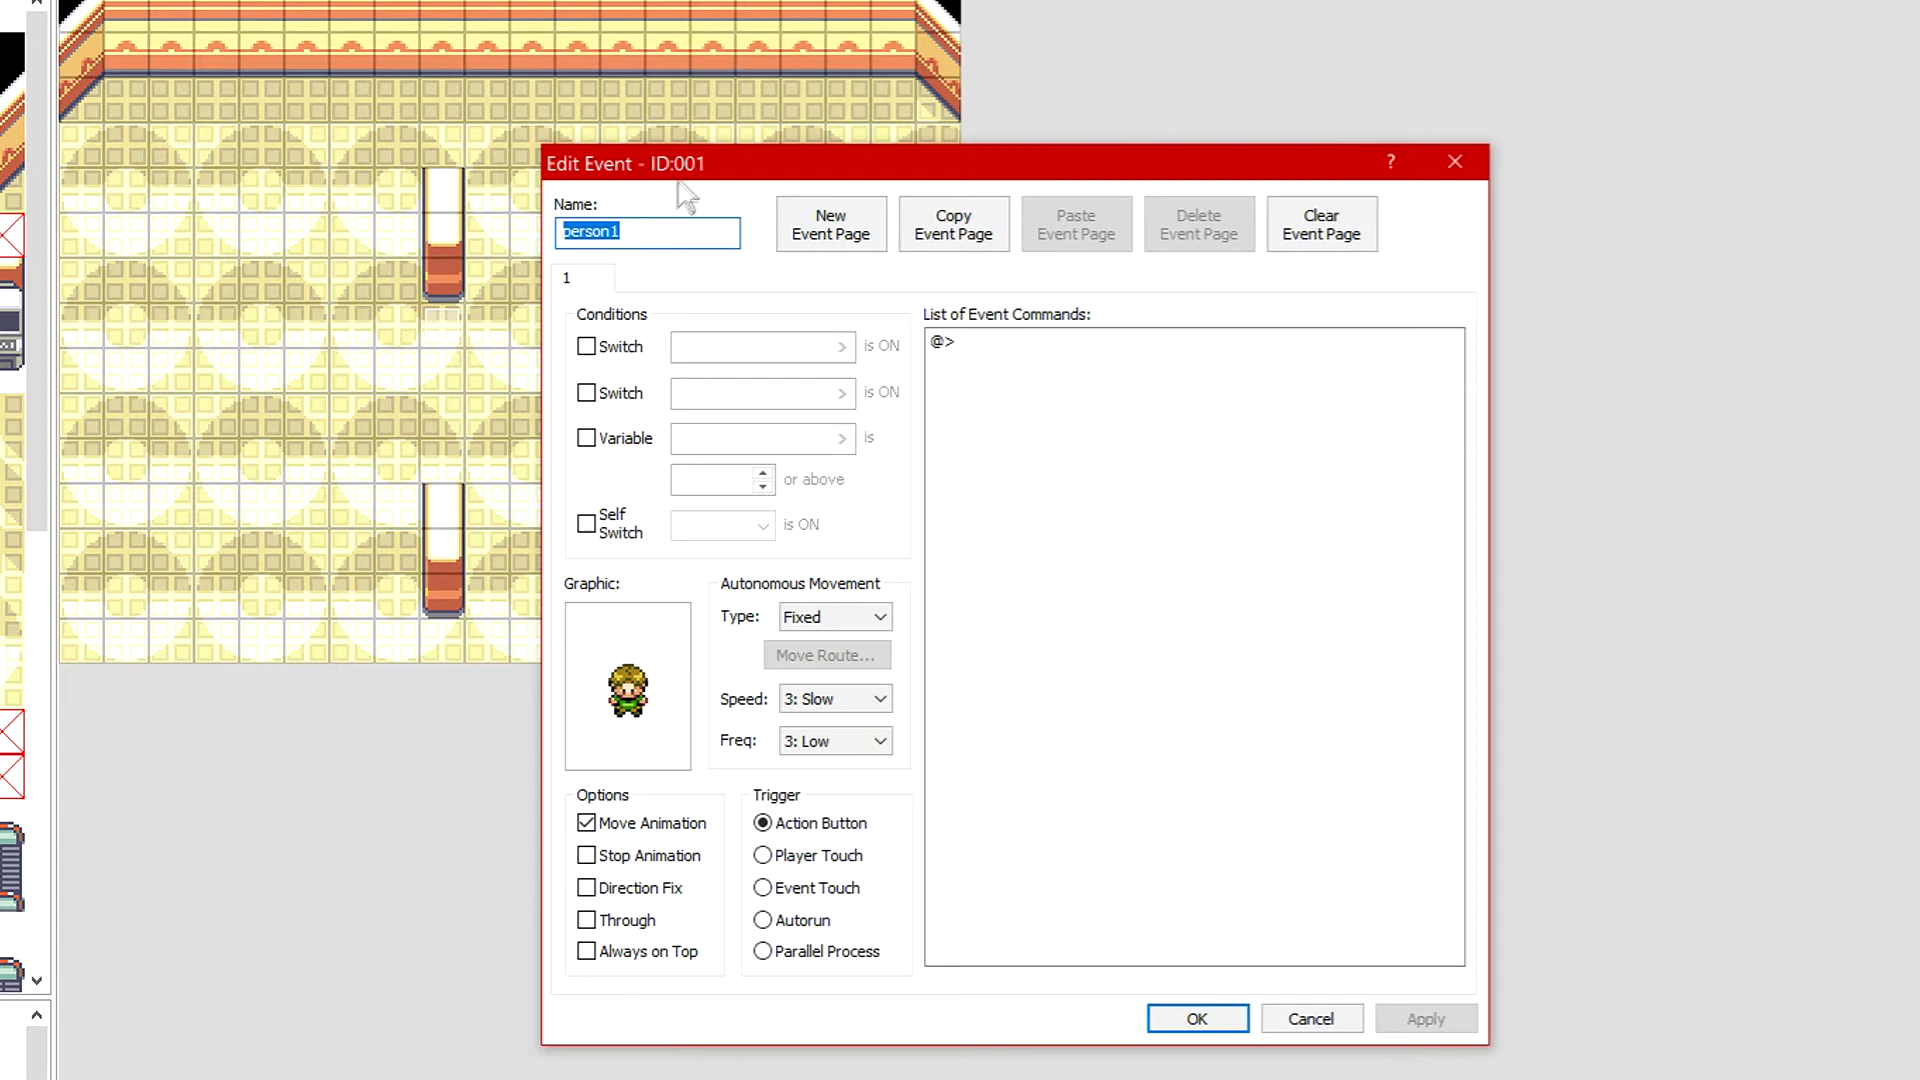 Edit Event - ID:001
?
Name:
person1
New
Event Page
Copy
Event Page
Paste
Event Page
Delete
Event Page
Clear
Event Page
1
Conditions
Switch
is ON
Switch
is ON
Variable
is
or above
Self
Switch
is ON
List of Event Commands:
@>
Graphic:
Autonomous Movement
Type: Fixed
Move Route...
Speed: 3: Slow
Freq: 3: Low
Options
Move Animation
Stop Animation
Direction Fix
Through
Always on Top
Trigger
Action Button
Player Touch
Event Touch
Autorun
Parallel Process
OK
Cancel
Apply